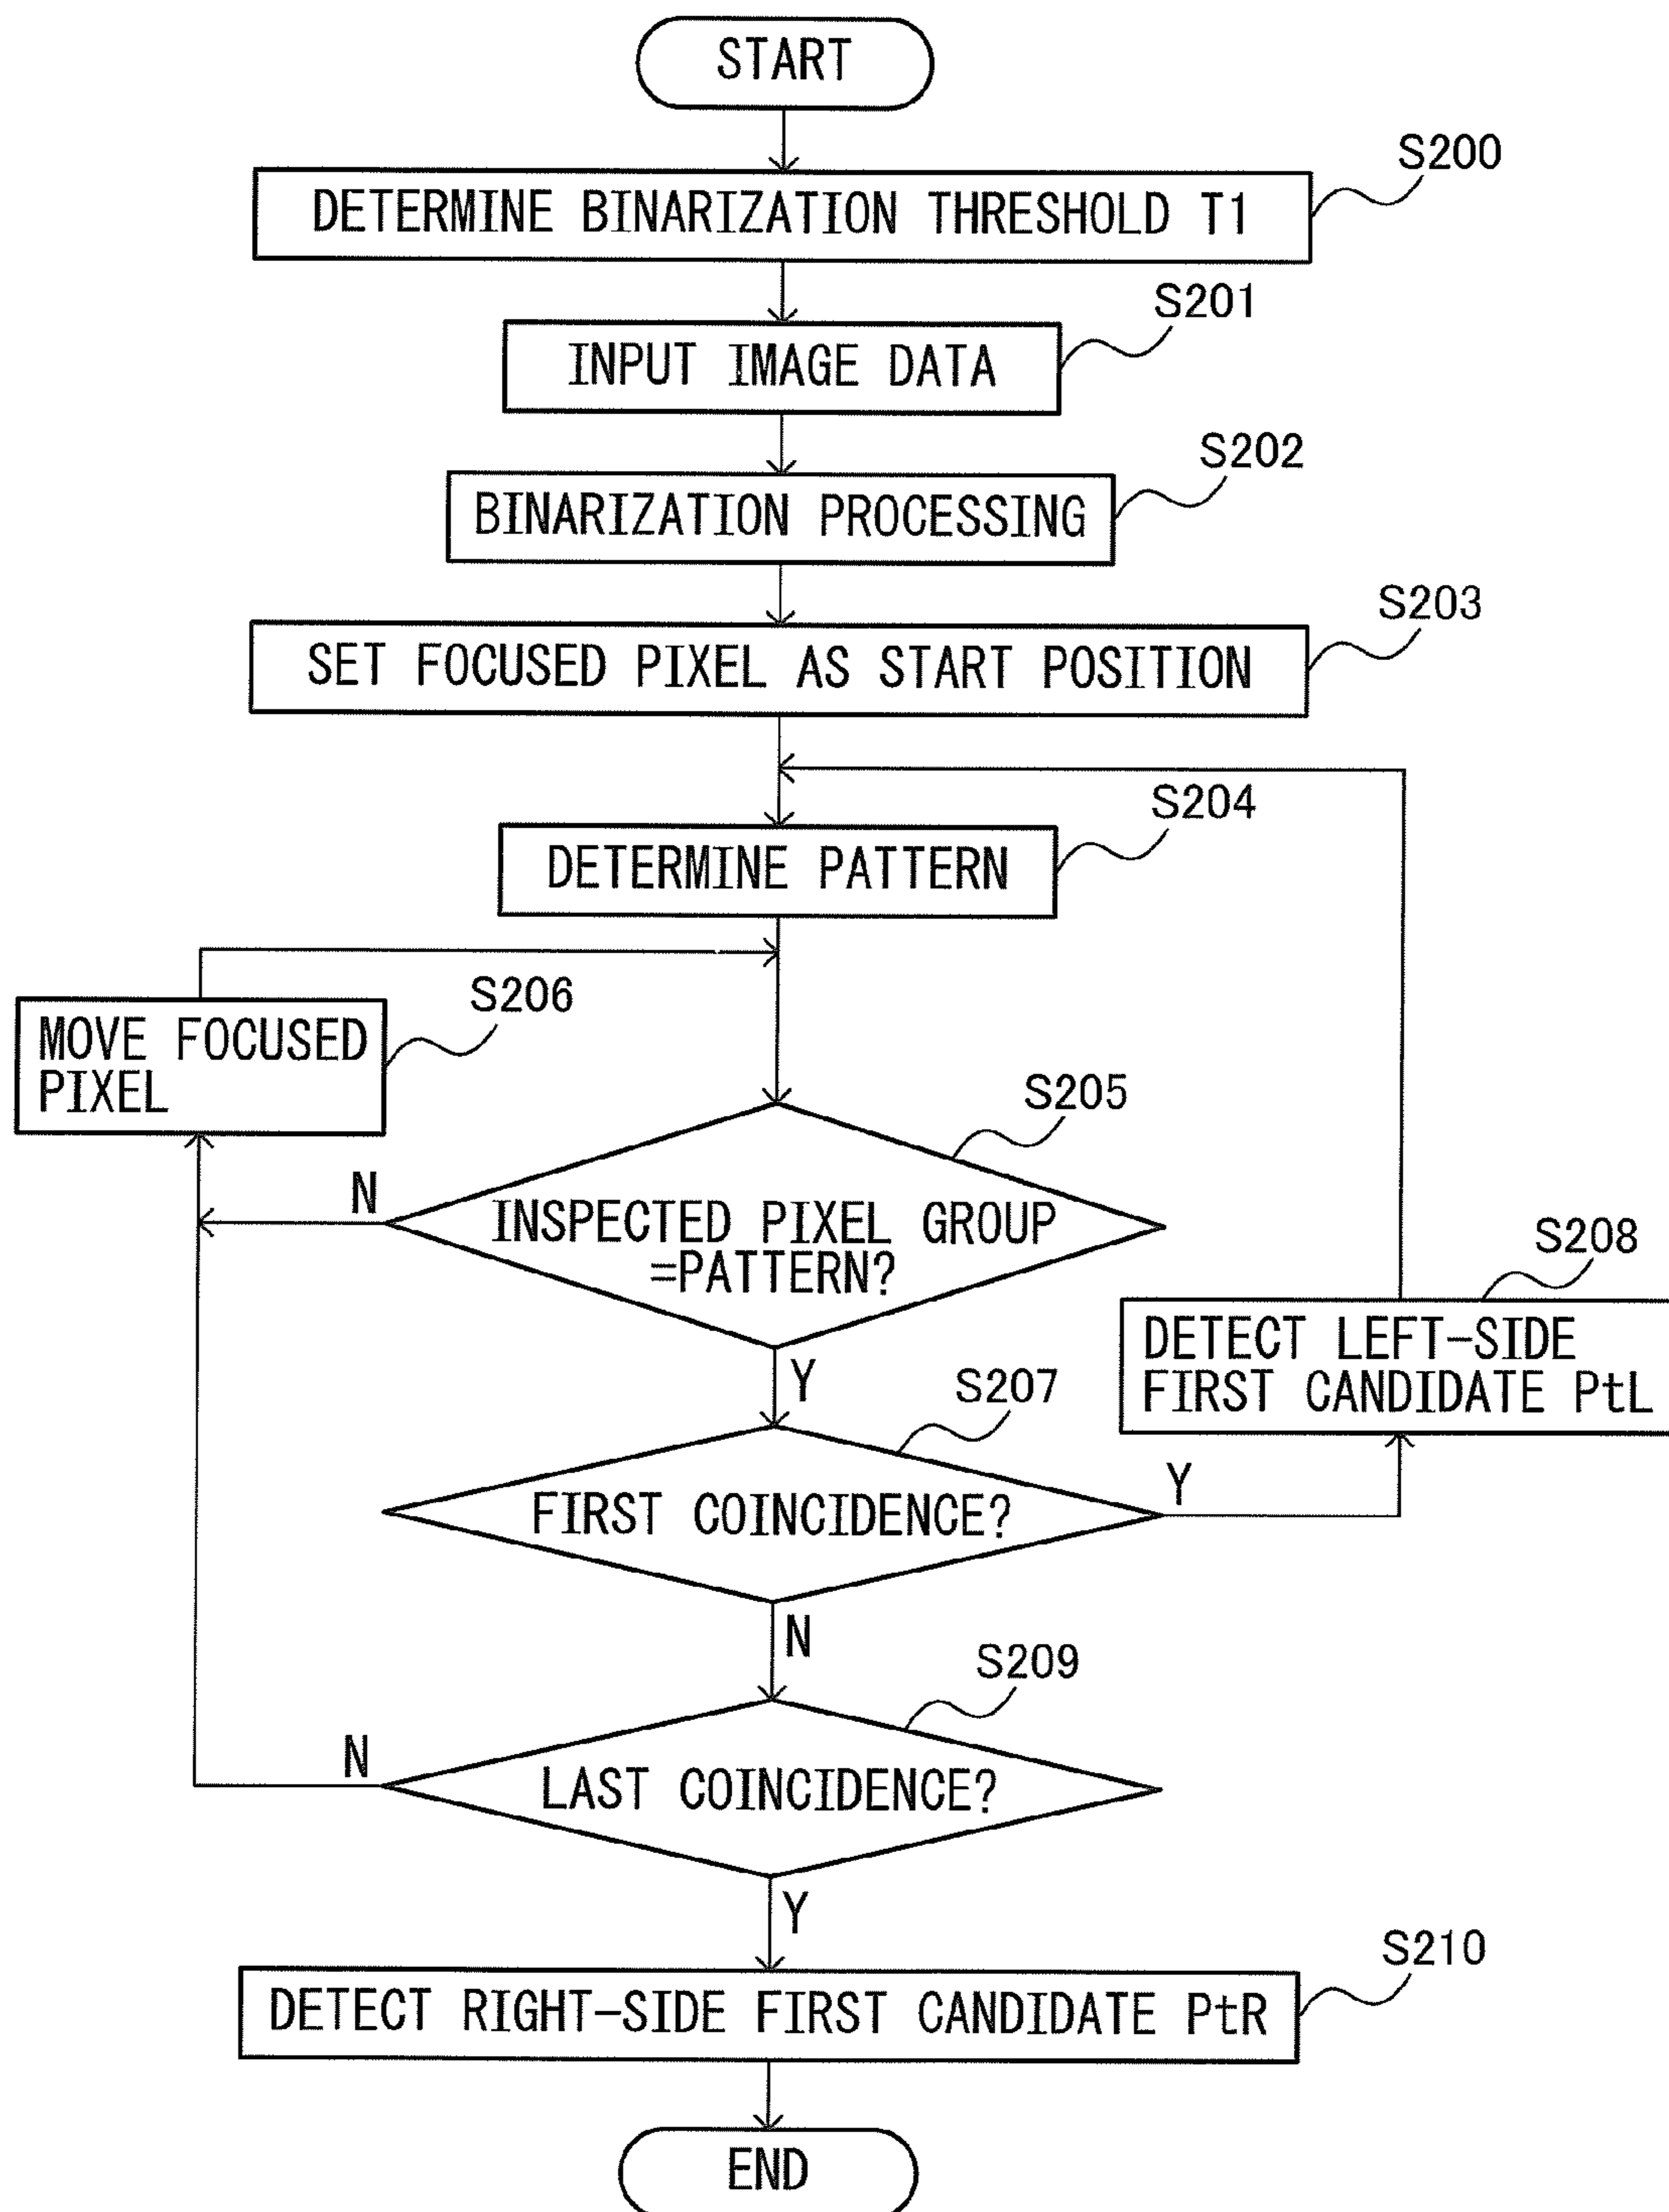 START
S200
DETERMINE BINARIZATION THRESHOLD T1
S201
INPUT IMAGE DATA
S202
BINARIZATION PROCESSING
S203
SET FOCUSED PIXEL AS START POSITION
S204
DETERMINE PATTERN
S206
MOVE FOCUSED
PIXEL
S205
N
INSPECTED PIXEL GROUP
=PATTERN?
Y
S208
DETECT LEFT-SIDE
FIRST CANDIDATE PtL
S207
FIRST COINCIDENCE?
Y
N
S209
N
LAST COINCIDENCE?
Y
S210
DETECT RIGHT-SIDE FIRST CANDIDATE PtR
END